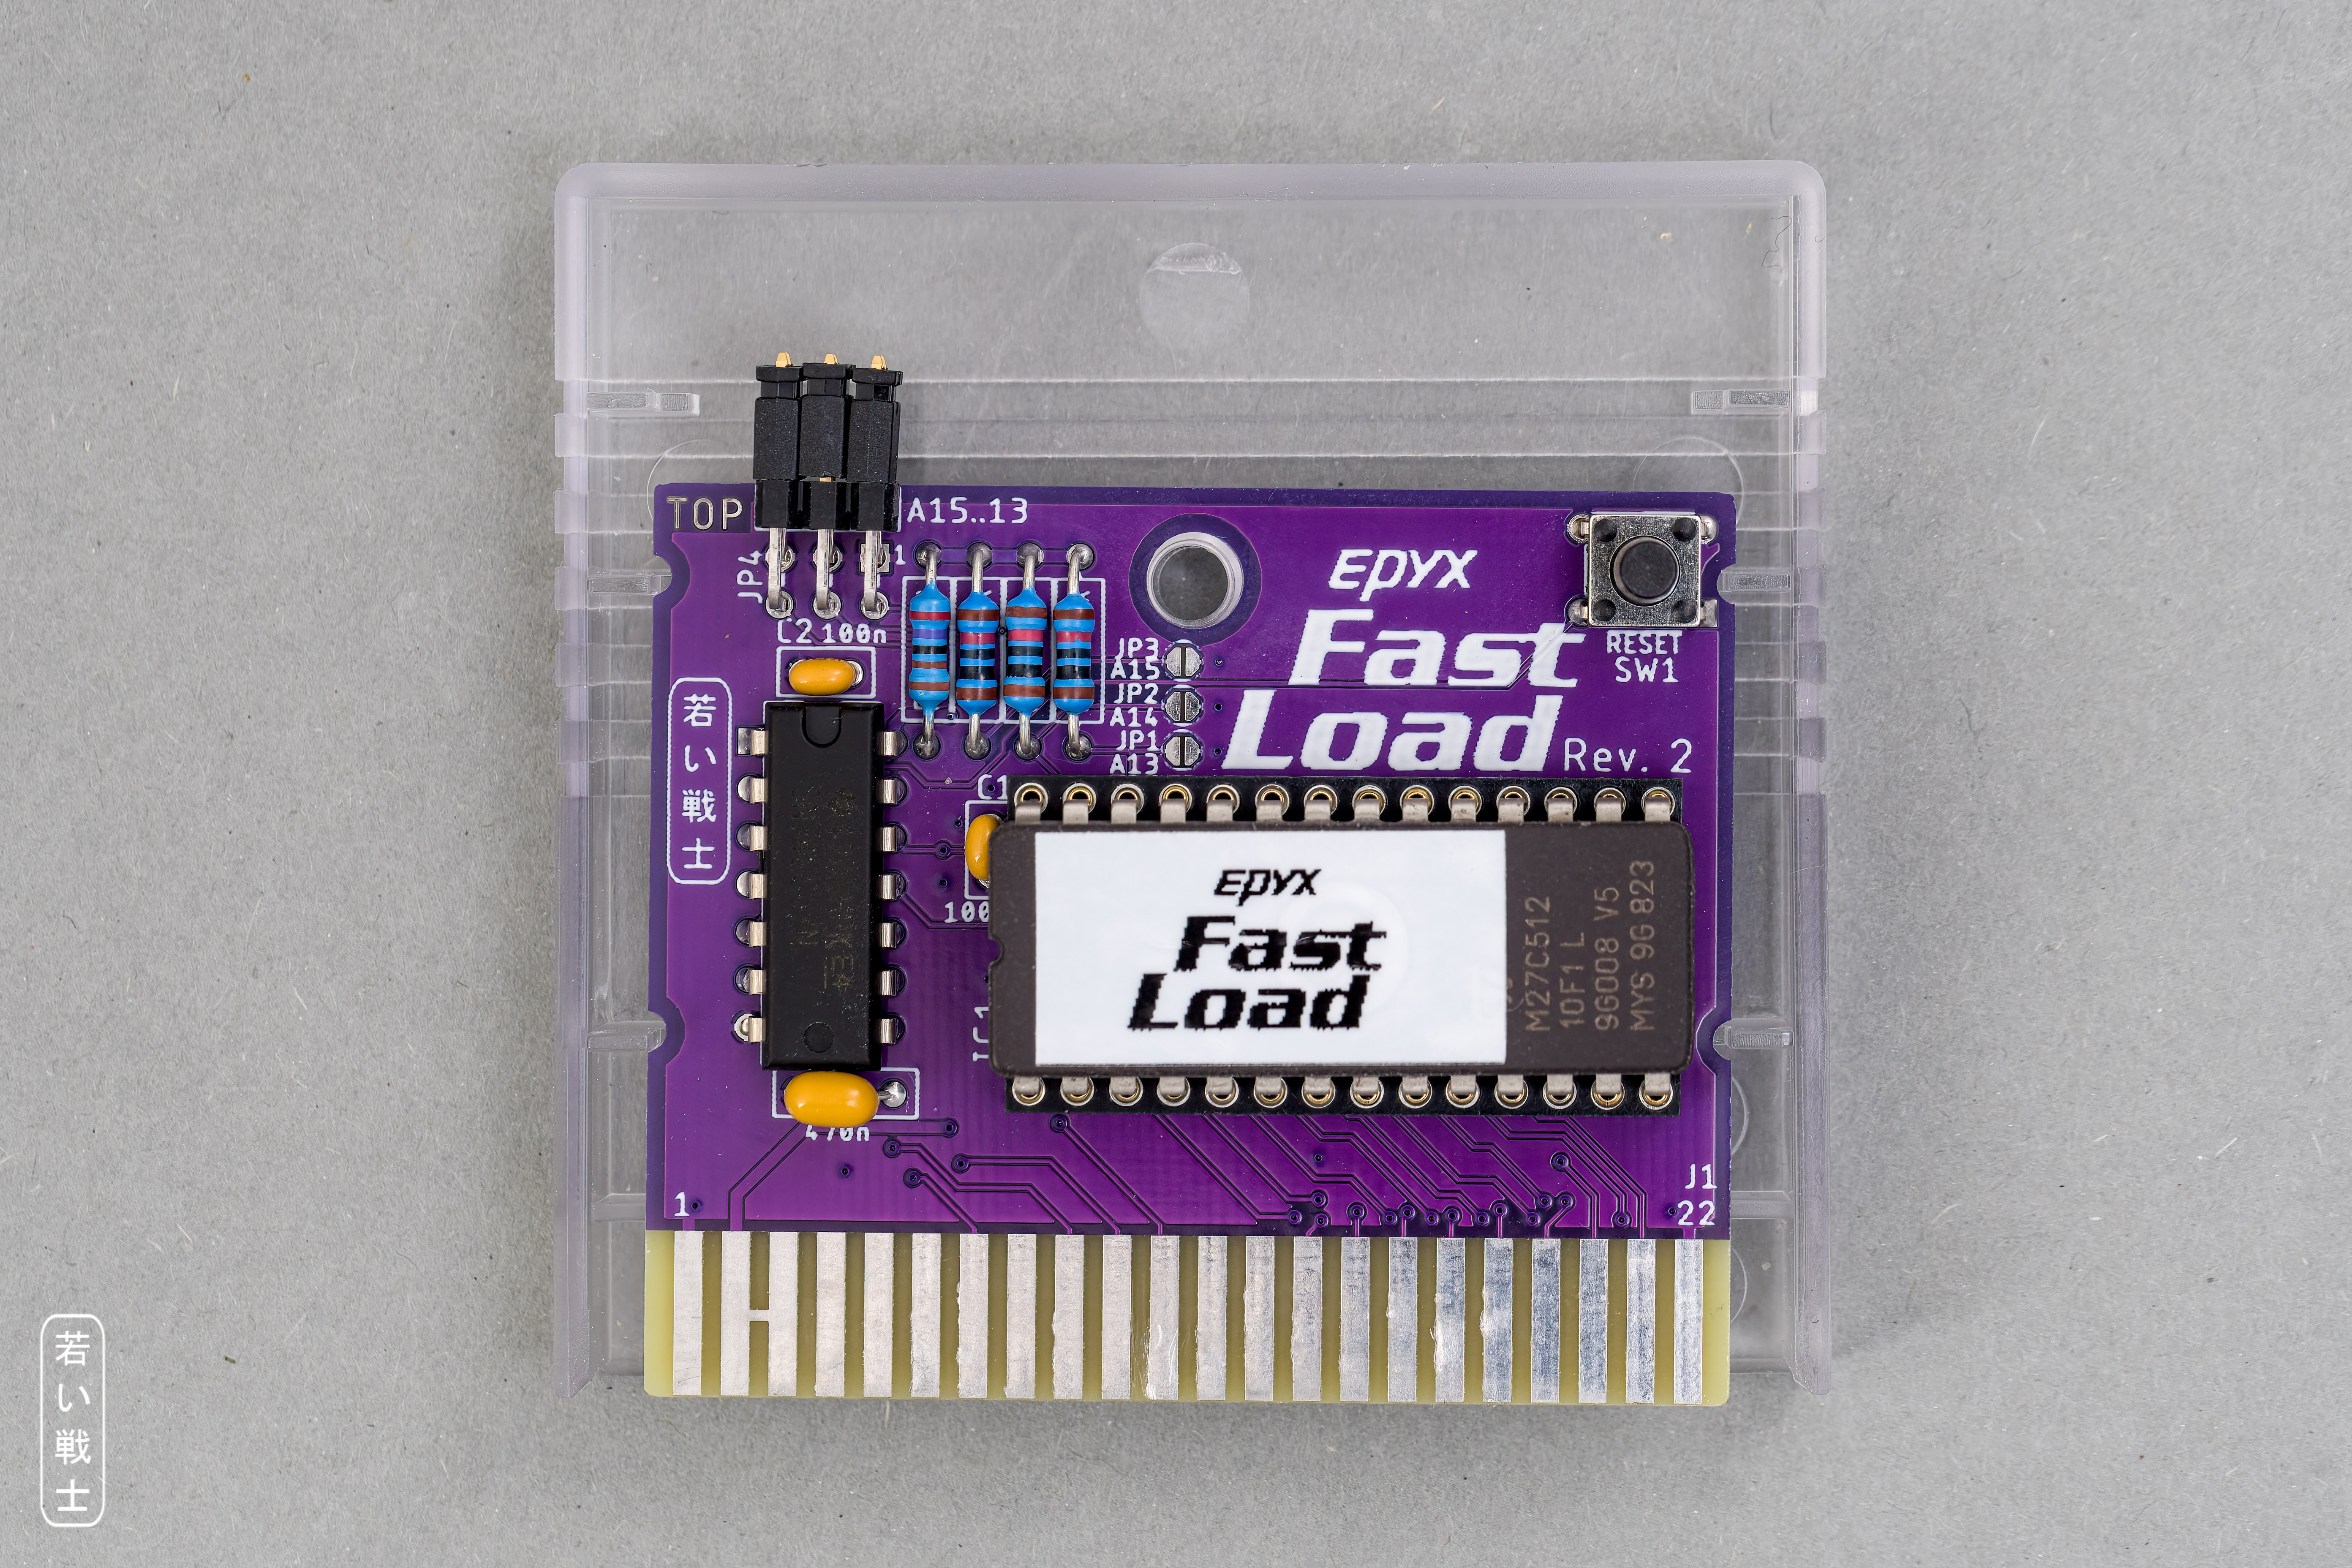 TOP
A15..13
JP4
1
C2 100n
EPYX
Fast
Load
Rev. 2
RESET
SW1
JP3
A15
JP2
A14
JP1
A13
若い戦士
C1
EPYX
Fast
Load
M27C512
10F1 L
9G008 V5
MYS 9G 823
470n
1
J1
22
若い戦士